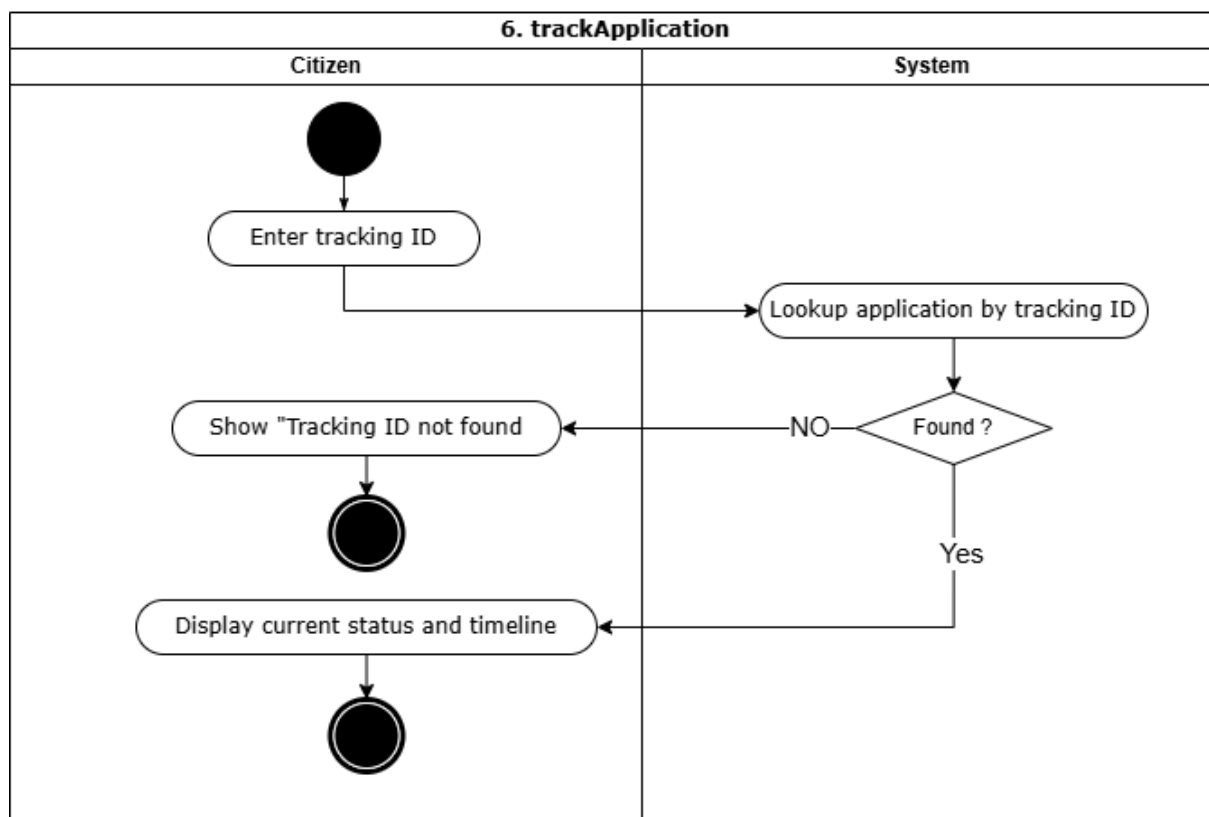 6. trackApplication
Citizen
System
Enter tracking ID
Lookup application by tracking ID
Show "Tracking ID not found
NO
Found ?
Yes
Display current status and timeline